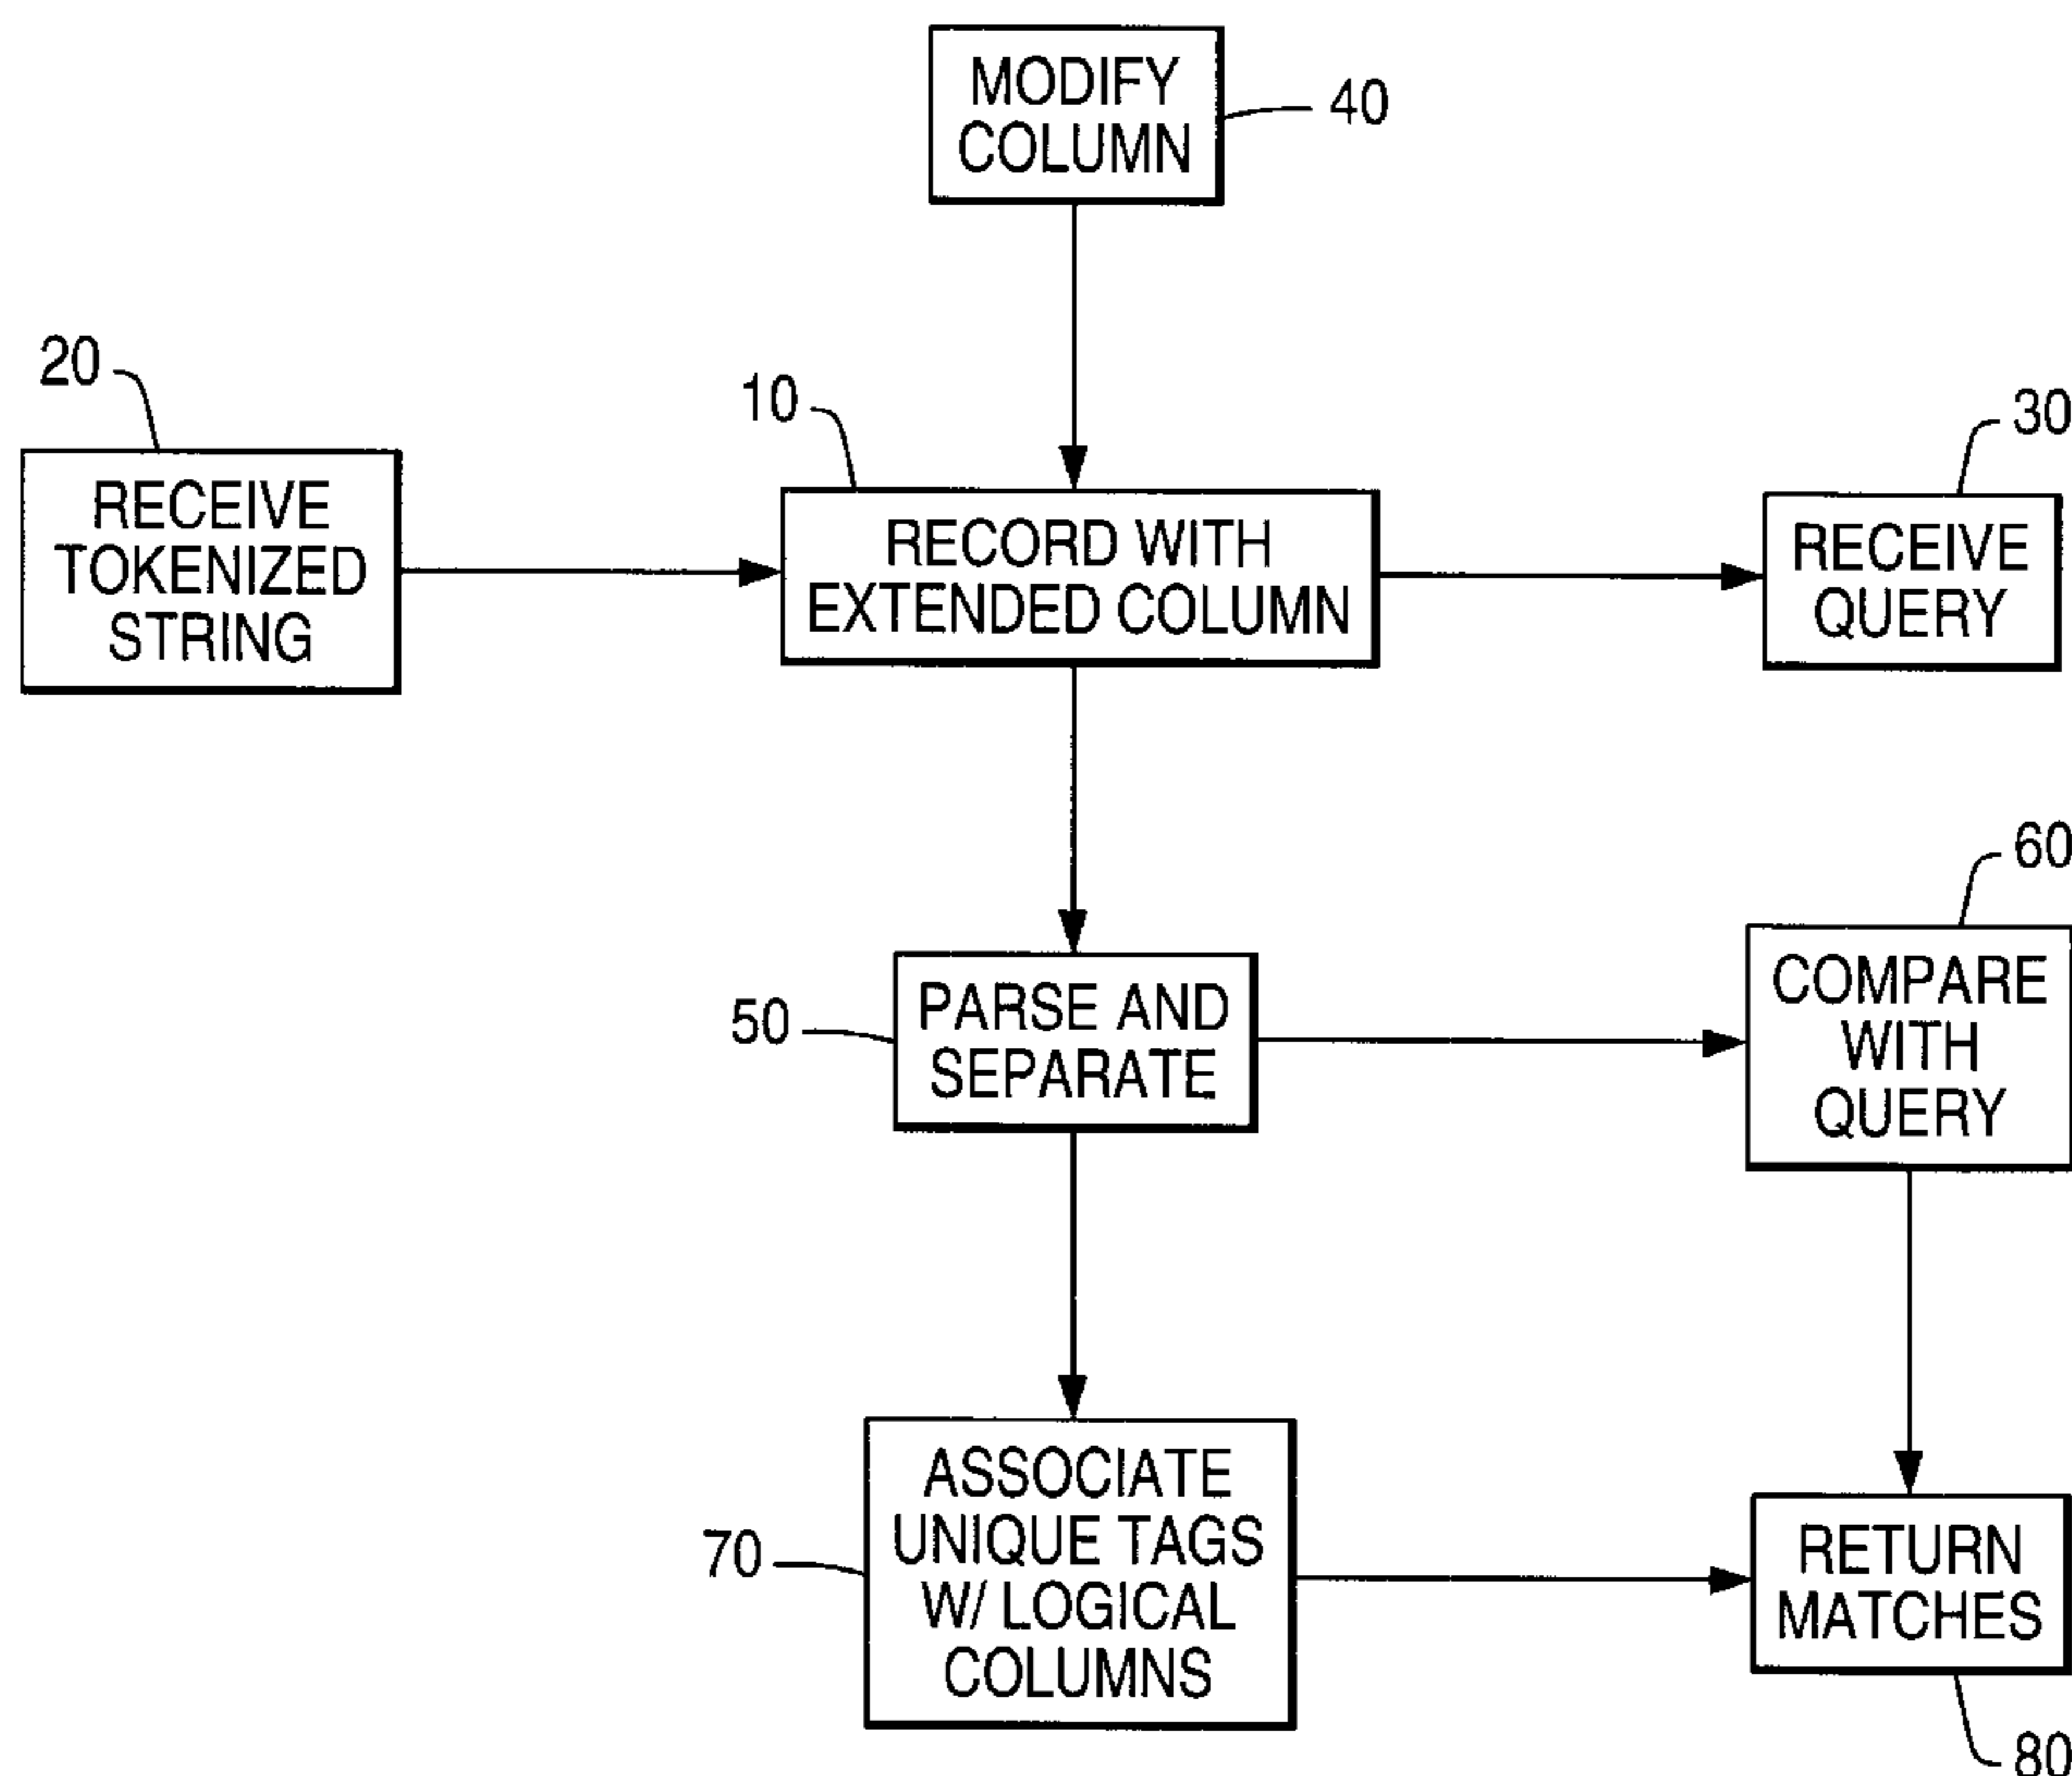 MODIFY
COLUMN
40
20
10
30
RECEIVE
TOKENIZED
STRING
RECORD WITH
EXTENDED COLUMN
RECEIVE
QUERY
60
50
PARSE AND
SEPARATE
COMPARE
WITH
QUERY
70
ASSOCIATE
UNIQUE TAGS
W/ LOGICAL
COLUMNS
RETURN
MATCHES
80